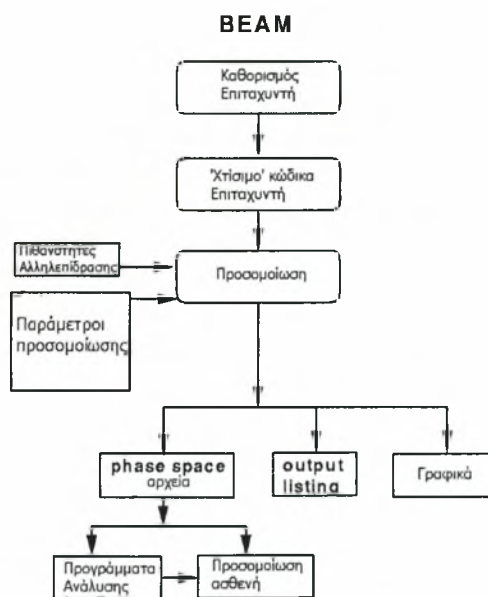 BEAM
Καθορισμός
Επιταχυντή
'Χτίσιμο' κώδικα
Επιταχυντή
Πιθανότητες
Αλληλεπίδρασης
Προσομοίωση
Παράμετροι
προσομοίωσης
phase space
αρχεία
output
listing
Γραφικά
Προγράμματα
Ανάλυσης
Προσομοίωση
ασθενή